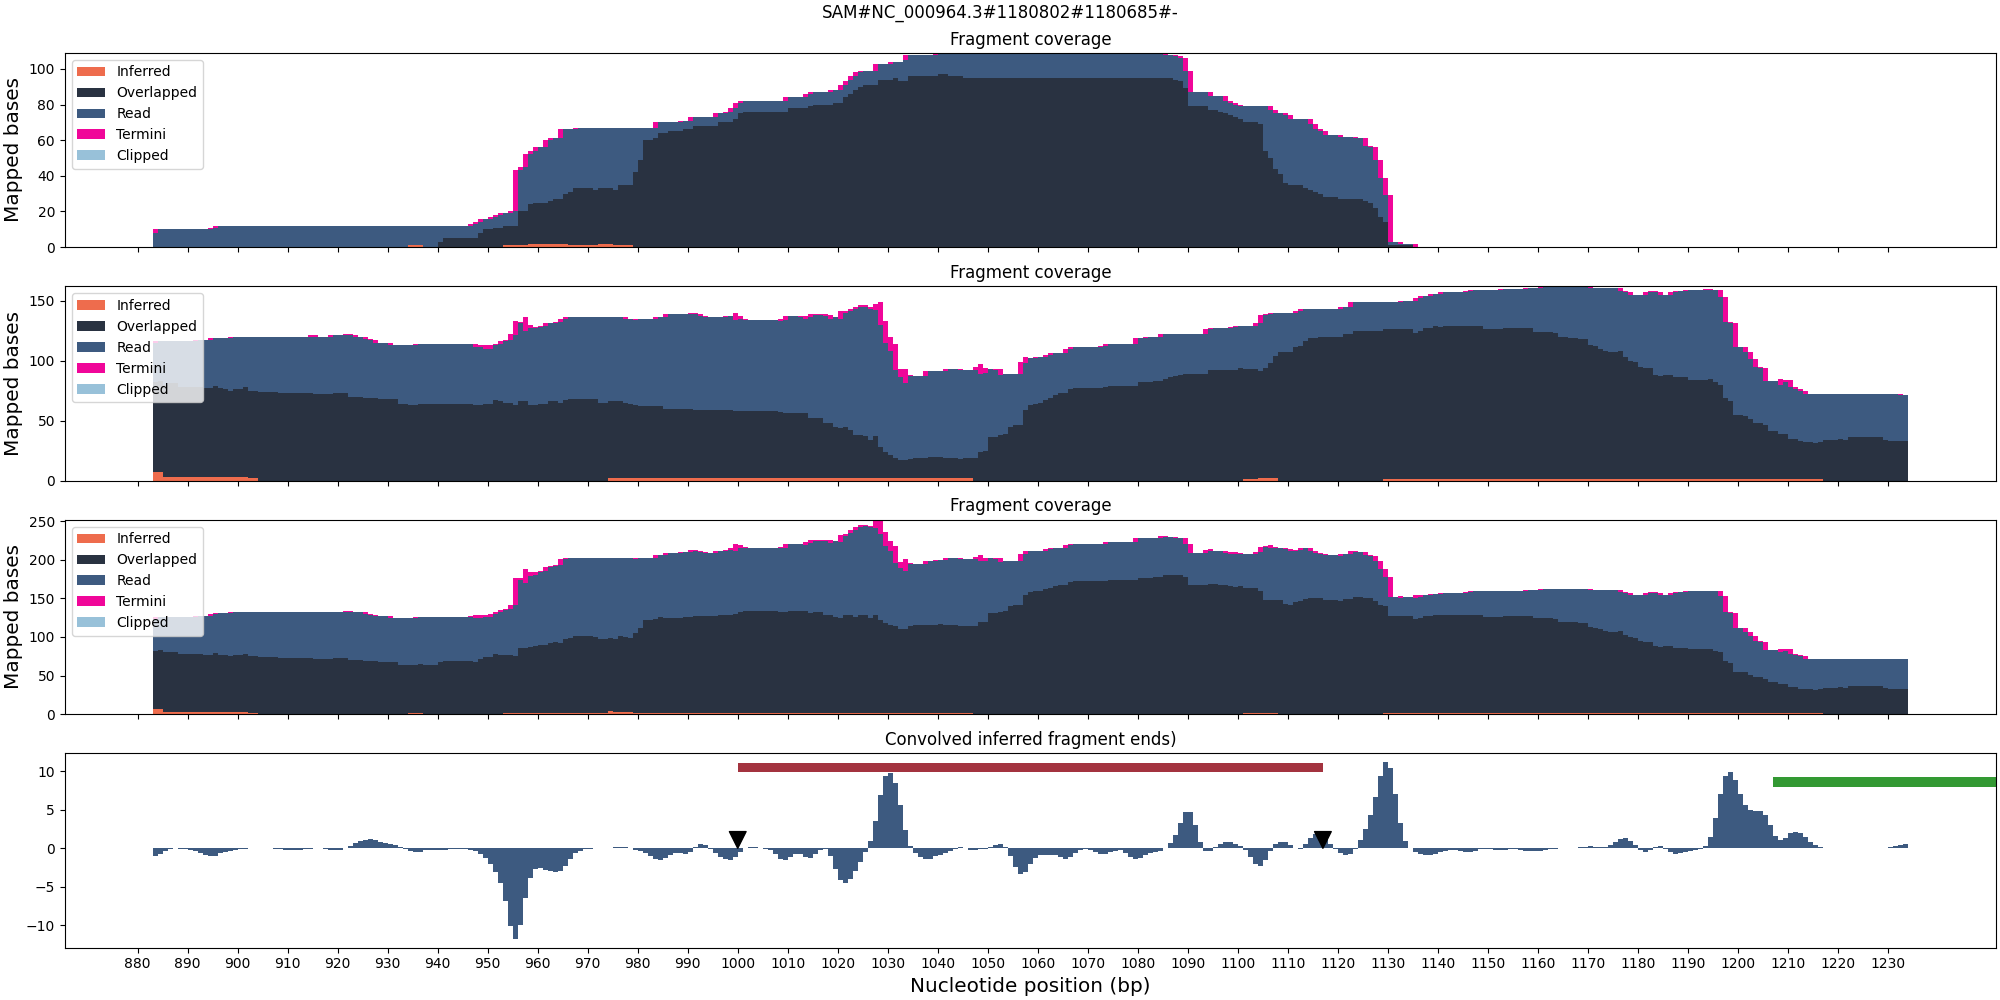 SAM#NC_000964.3#1180802#1180685#-
Fragment coverage
Mapped bases
100
80
60
40
20
0
Inferred
Overlapped
Read
Termini
Clipped
Fragment coverage
Mapped bases
150
100
50
0
Inferred
Overlapped
Read
Termini
Clipped
Fragment coverage
Mapped bases
250
200
150
100
50
0
Inferred
Overlapped
Read
Termini
Clipped
Convolved inferred fragment ends)
10
5
0
−5
−10
880 890 900 910 920 930 940 950 960 970 980 990 1000 1010 1020 1030 1040 1050 1060 1070 1080 1090 1100 1110 1120 1130 1140 1150 1160 1170 1180 1190 1200 1210 1220 1230
Nucleotide position (bp)